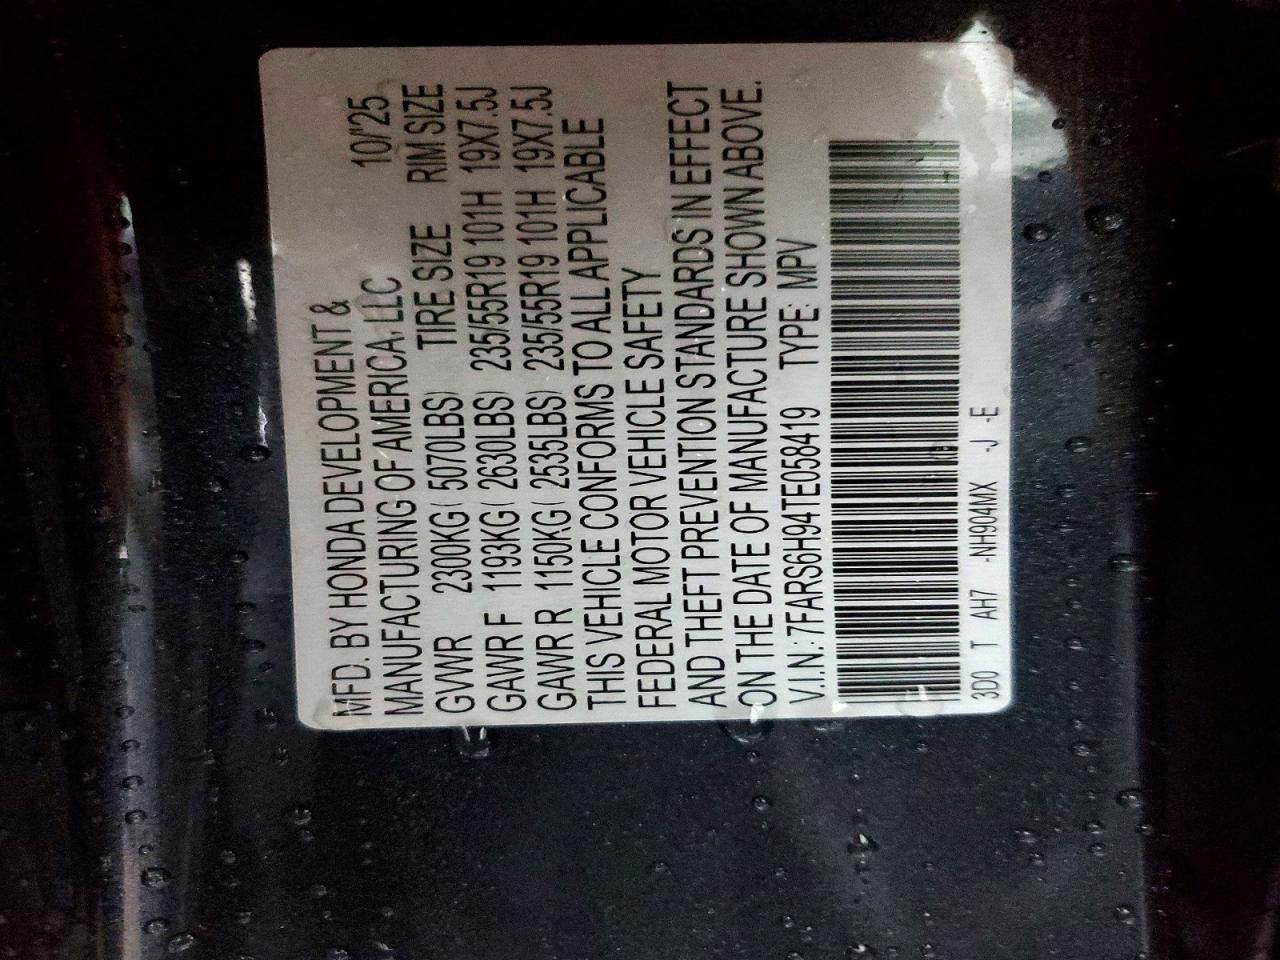 MFD. BY HONDA DEVELOPMENT &
MANUFACTURING OF AMERICA, LLC 10/'25
GVWR 2300KG( 5070LBS) TIRE SIZE RIM SIZE
GAWR F 1193KG( 2630LBS) 235/55R19 101H 19X7.5J
GAWR R 1150KG( 2535LBS) 235/55R19 101H 19X7.5J
THIS VEHICLE CONFORMS TO ALL APPLICABLE
FEDERAL MOTOR VEHICLE SAFETY
AND THEFT PREVENTION STANDARDS IN EFFECT
ON THE DATE OF MANUFACTURE SHOWN ABOVE.
V.I.N.: 7FARS6H94TE058419 TYPE: MPV
3D0 T AH7 -NH904MX -J -E